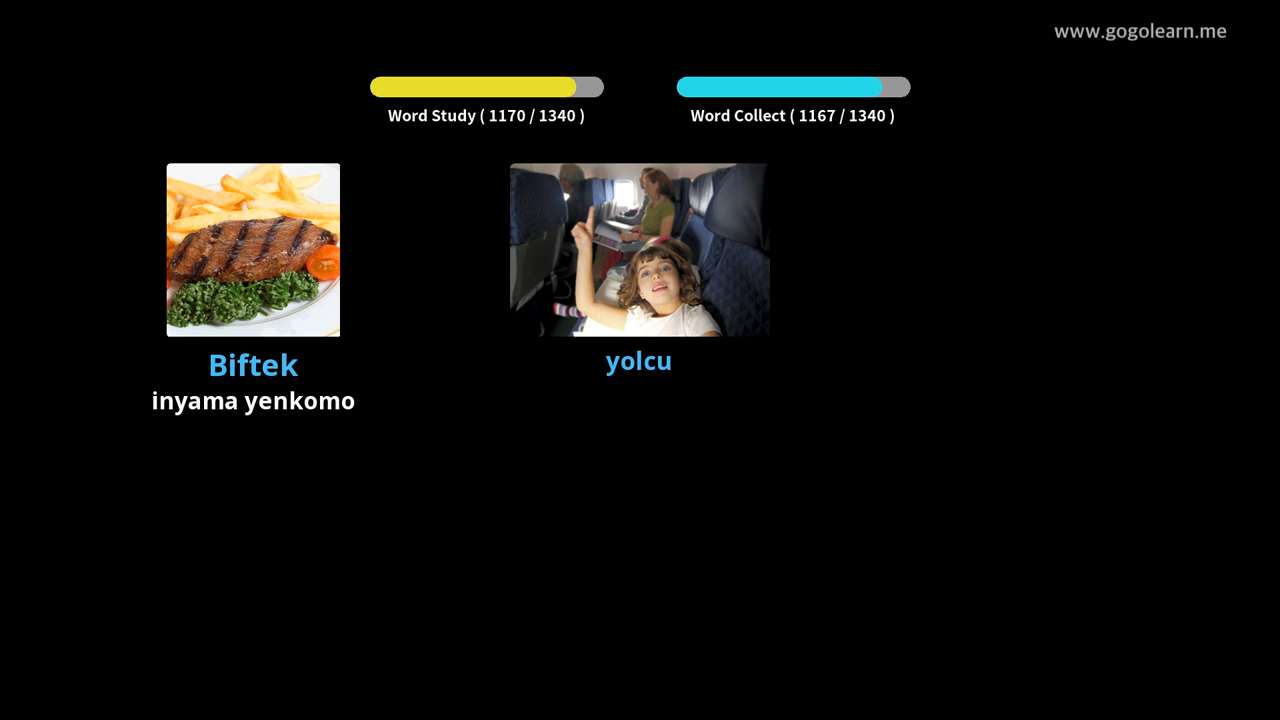 www.gogolearn.me
Word Study ( 1170 / 1340 )
Word Collect ( 1167 / 1340 )
Biftek
inyama yenkomo
yolcu